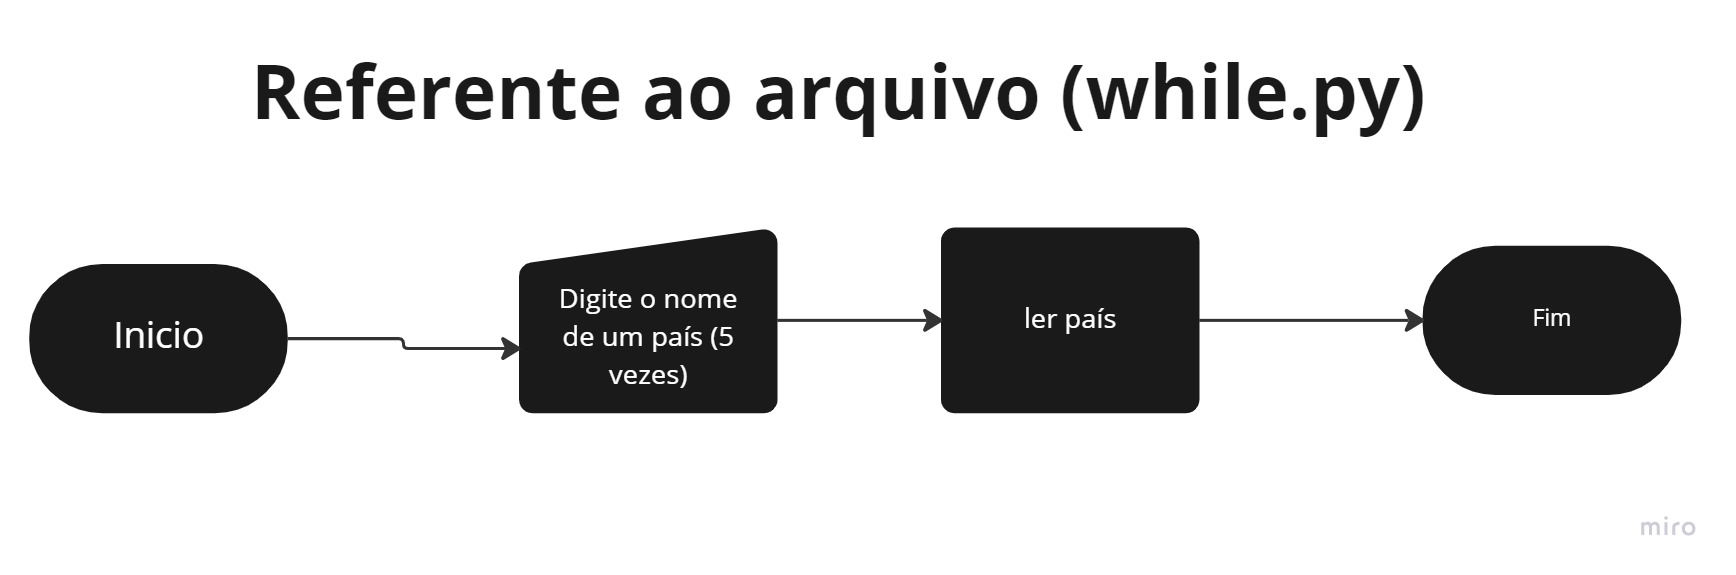 Referente ao arquivo (while.py)
Inicio
Digite o nome
de um país (5
vezes)
ler país
Fim
miro